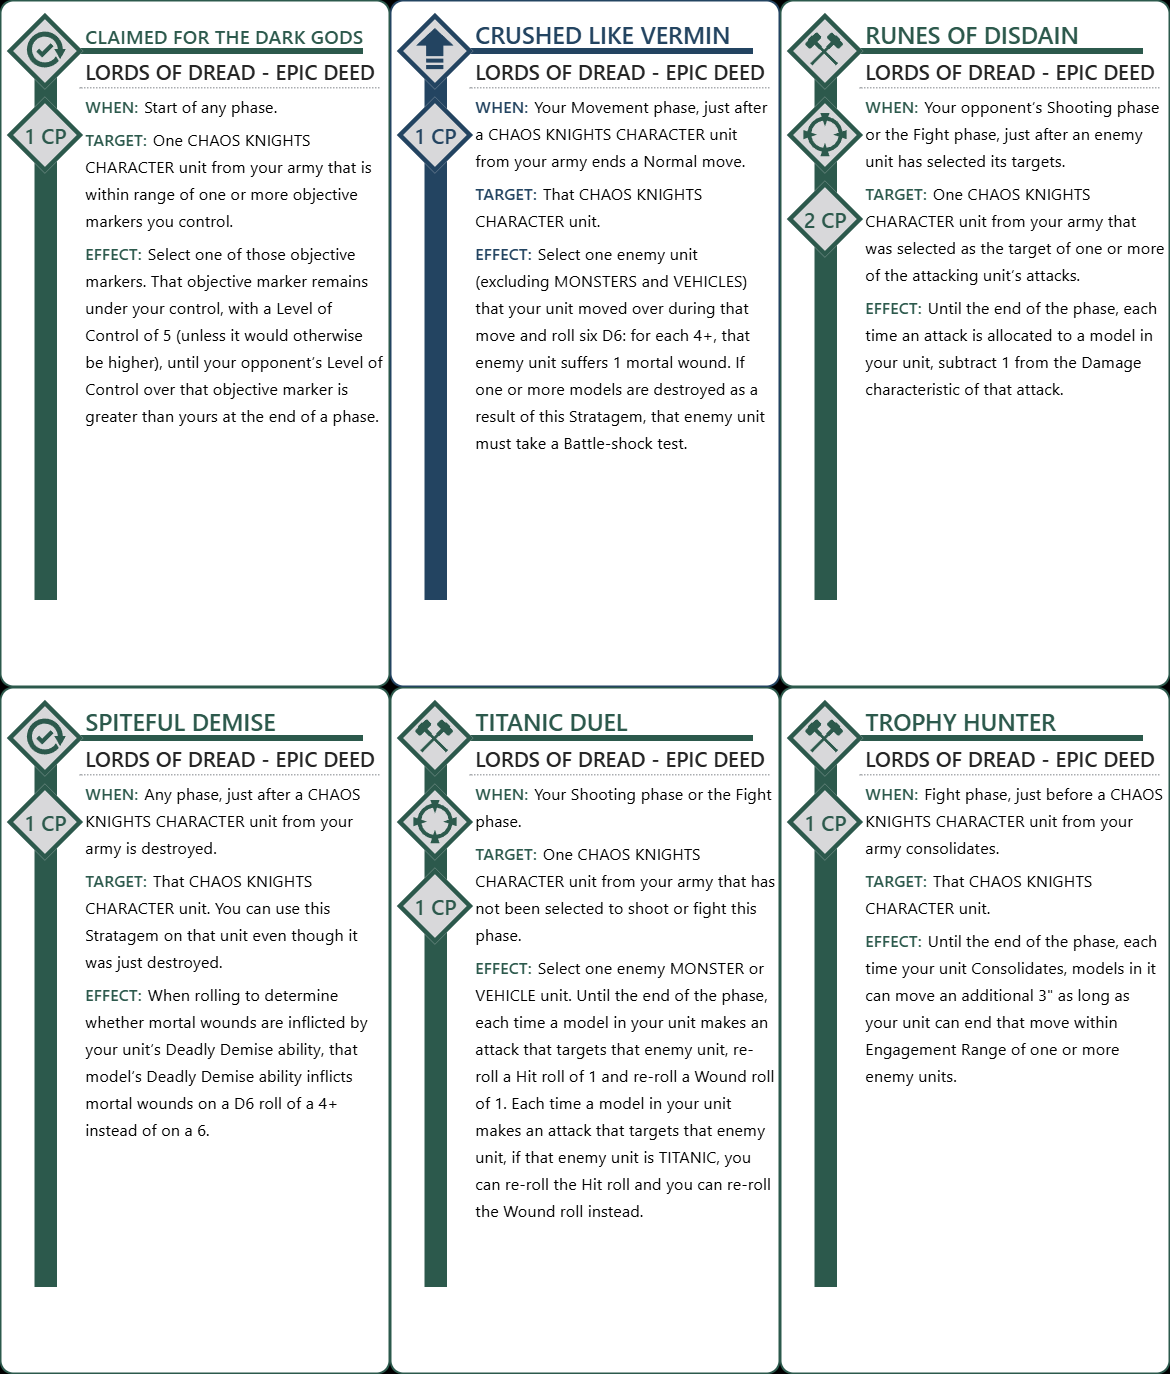 CLAIMED FOR THE DARK GODS
LORDS OF DREAD - EPIC DEED
1 CP
WHEN: Start of any phase.
TARGET: One CHAOS KNIGHTS
CHARACTER unit from your army that is
within range of one or more objective
markers you control.
EFFECT: Select one of those objective
markers. That objective marker remains
under your control, with a Level of
Control of 5 (unless it would otherwise
be higher), until your opponent's Level of
Control over that objective marker is
greater than yours at the end of a phase.
CRUSHED LIKE VERMIN
LORDS OF DREAD - EPIC DEED
1 CP
WHEN: Your Movement phase, just after
a CHAOS KNIGHTS CHARACTER unit
from your army ends a Normal move.
TARGET: That CHAOS KNIGHTS
CHARACTER unit.
EFFECT: Select one enemy unit
(excluding MONSTERS and VEHICLES)
that your unit moved over during that
move and roll six D6: for each 4+, that
enemy unit suffers 1 mortal wound. If
one or more models are destroyed as a
result of this Stratagem, that enemy unit
must take a Battle-shock test.
RUNES OF DISDAIN
LORDS OF DREAD - EPIC DEED
2 CP
WHEN: Your opponent's Shooting phase
or the Fight phase, just after an enemy
unit has selected its targets.
TARGET: One CHAOS KNIGHTS
CHARACTER unit from your army that
was selected as the target of one or more
of the attacking unit's attacks.
EFFECT: Until the end of the phase, each
time an attack is allocated to a model in
your unit, subtract 1 from the Damage
characteristic of that attack.
SPITEFUL DEMISE
LORDS OF DREAD - EPIC DEED
1 CP
WHEN: Any phase, just after a CHAOS
KNIGHTS CHARACTER unit from your
army is destroyed.
TARGET: That CHAOS KNIGHTS
CHARACTER unit. You can use this
Stratagem on that unit even though it
was just destroyed.
EFFECT: When rolling to determine
whether mortal wounds are inflicted by
your unit's Deadly Demise ability, that
model's Deadly Demise ability inflicts
mortal wounds on a D6 roll of a 4+
instead of on a 6.
TITANIC DUEL
LORDS OF DREAD - EPIC DEED
1 CP
WHEN: Your Shooting phase or the Fight
phase.
TARGET: One CHAOS KNIGHTS
CHARACTER unit from your army that has
not been selected to shoot or fight this
phase.
EFFECT: Select one enemy MONSTER or
VEHICLE unit. Until the end of the phase,
each time a model in your unit makes an
attack that targets that enemy unit, re-
roll a Hit roll of 1 and re-roll a Wound roll
of 1. Each time a model in your unit
makes an attack that targets that enemy
unit, if that enemy unit is TITANIC, you
can re-roll the Hit roll and you can re-roll
the Wound roll instead.
TROPHY HUNTER
LORDS OF DREAD - EPIC DEED
1 CP
WHEN: Fight phase, just before a CHAOS
KNIGHTS CHARACTER unit from your
army consolidates.
TARGET: That CHAOS KNIGHTS
CHARACTER unit.
EFFECT: Until the end of the phase, each
time your unit Consolidates, models in it
can move an additional 3" as long as
your unit can end that move within
Engagement Range of one or more
enemy units.